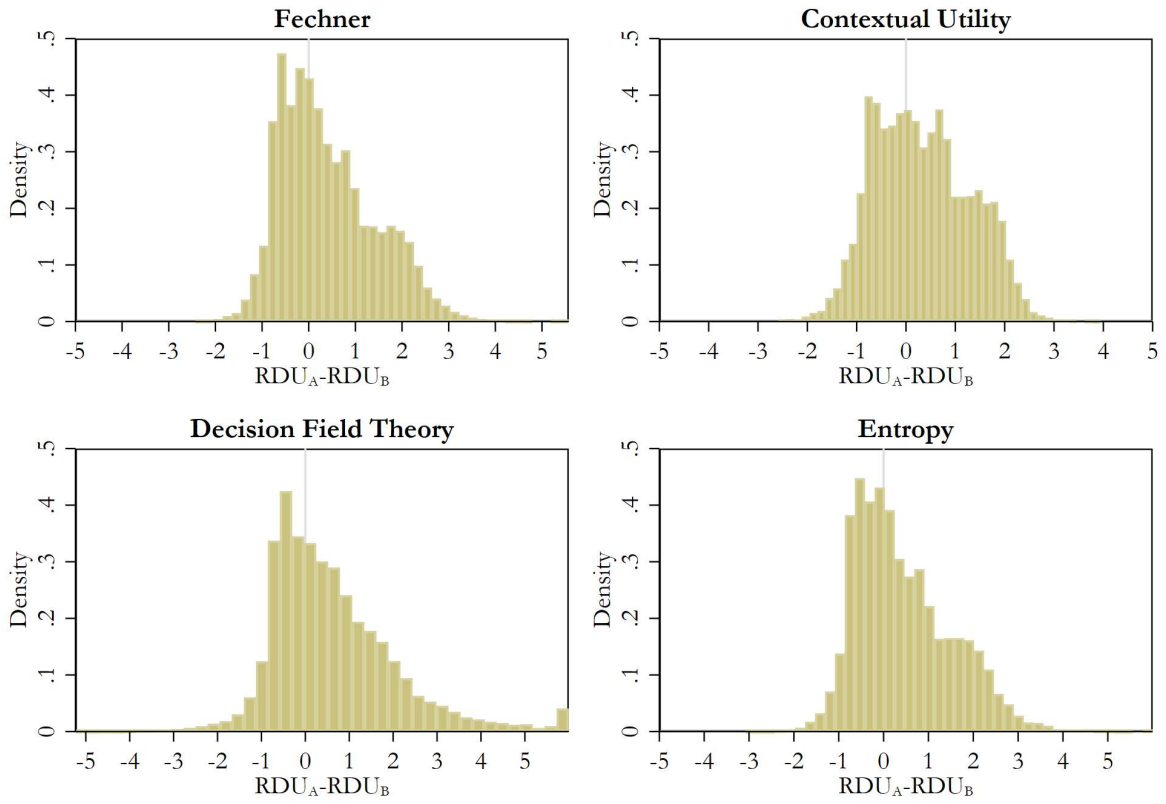 Fechner
Density
0 .1 .2 .3 .4 .5
-5 -4 -3 -2 -1 0 1 2 3 4 5
RDU_A-RDU_B
Contextual Utility
Density
0 .1 .2 .3 .4 .5
-5 -4 -3 -2 -1 0 1 2 3 4 5
RDU_A-RDU_B
Decision Field Theory
Density
0 .1 .2 .3 .4 .5
-5 -4 -3 -2 -1 0 1 2 3 4 5
RDU_A-RDU_B
Entropy
Density
0 .1 .2 .3 .4 .5
-5 -4 -3 -2 -1 0 1 2 3 4 5
RDU_A-RDU_B